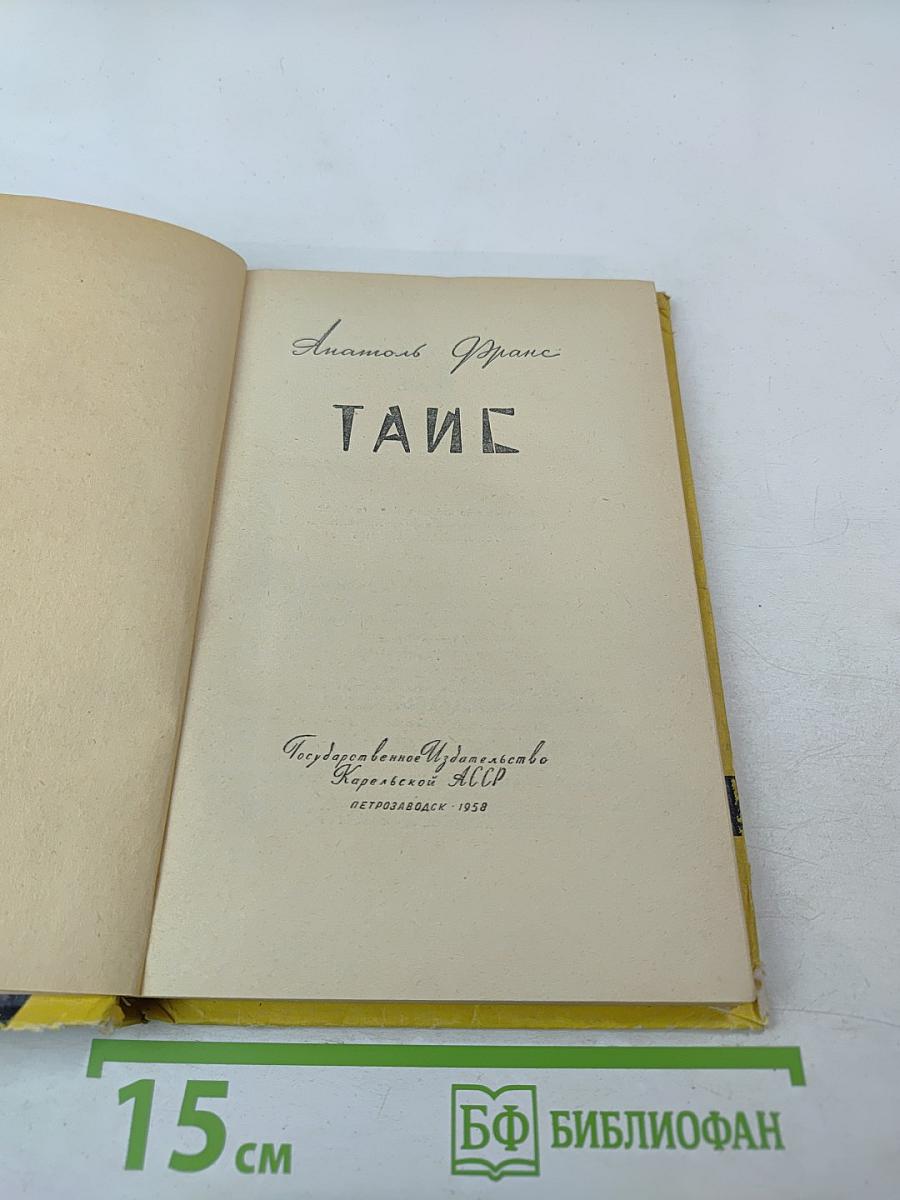 Анатоль Франс
ТАИС
Государственное Издательство
Карельской АССР
ПЕТРОЗАВОДСК · 1958
15 см
БФ БИБЛИОФАН